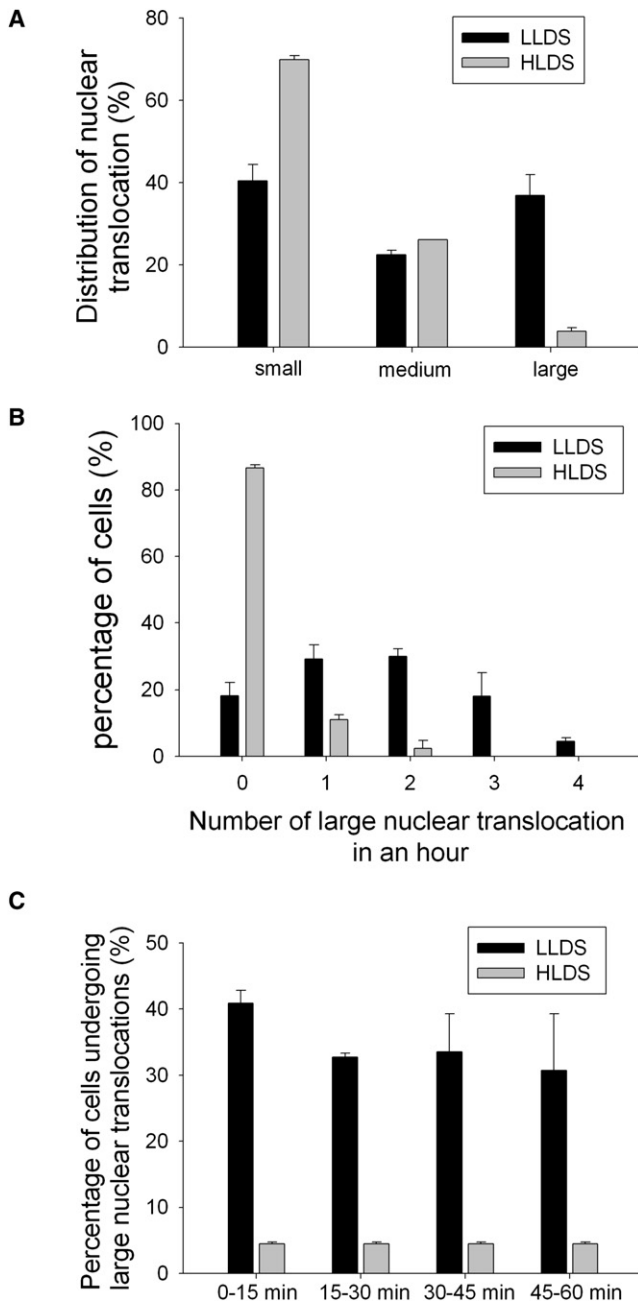 A
Distribution of nuclear
translocation (%)
80
60
40
20
0
LLDS
HLDS
small medium large
B
percentage of cells (%)
100
80
60
40
20
0
LLDS
HLDS
0 1 2 3 4
Number of large nuclear translocation
in an hour
C
Percentage of cells undergoing
large nuclear translocations (%)
50
40
30
20
10
0
LLDS
HLDS
0-15 min 15-30 min 30-45 min 45-60 min